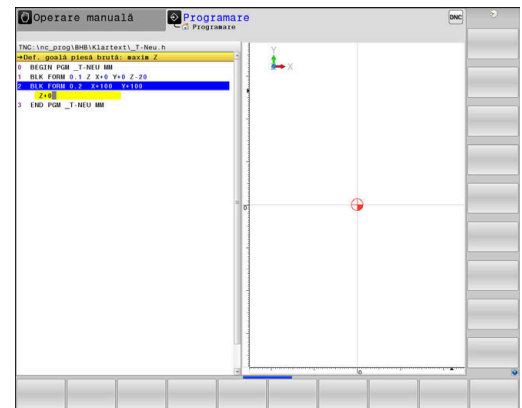 Operare manuală
Programare
Programare
DNC
TNC:\nc_prog\BHB\Klartext\_T-Neu.h
→Def. goală piesă brută: maxim Z
0 BEGIN PGM _T-NEU MM
1 BLK FORM 0.1 Z X+0 Y+0 Z-20
2 BLK FORM 0.2 X+100 Y+100
Z+0
3 END PGM _T-NEU MM
Y
X
0
0